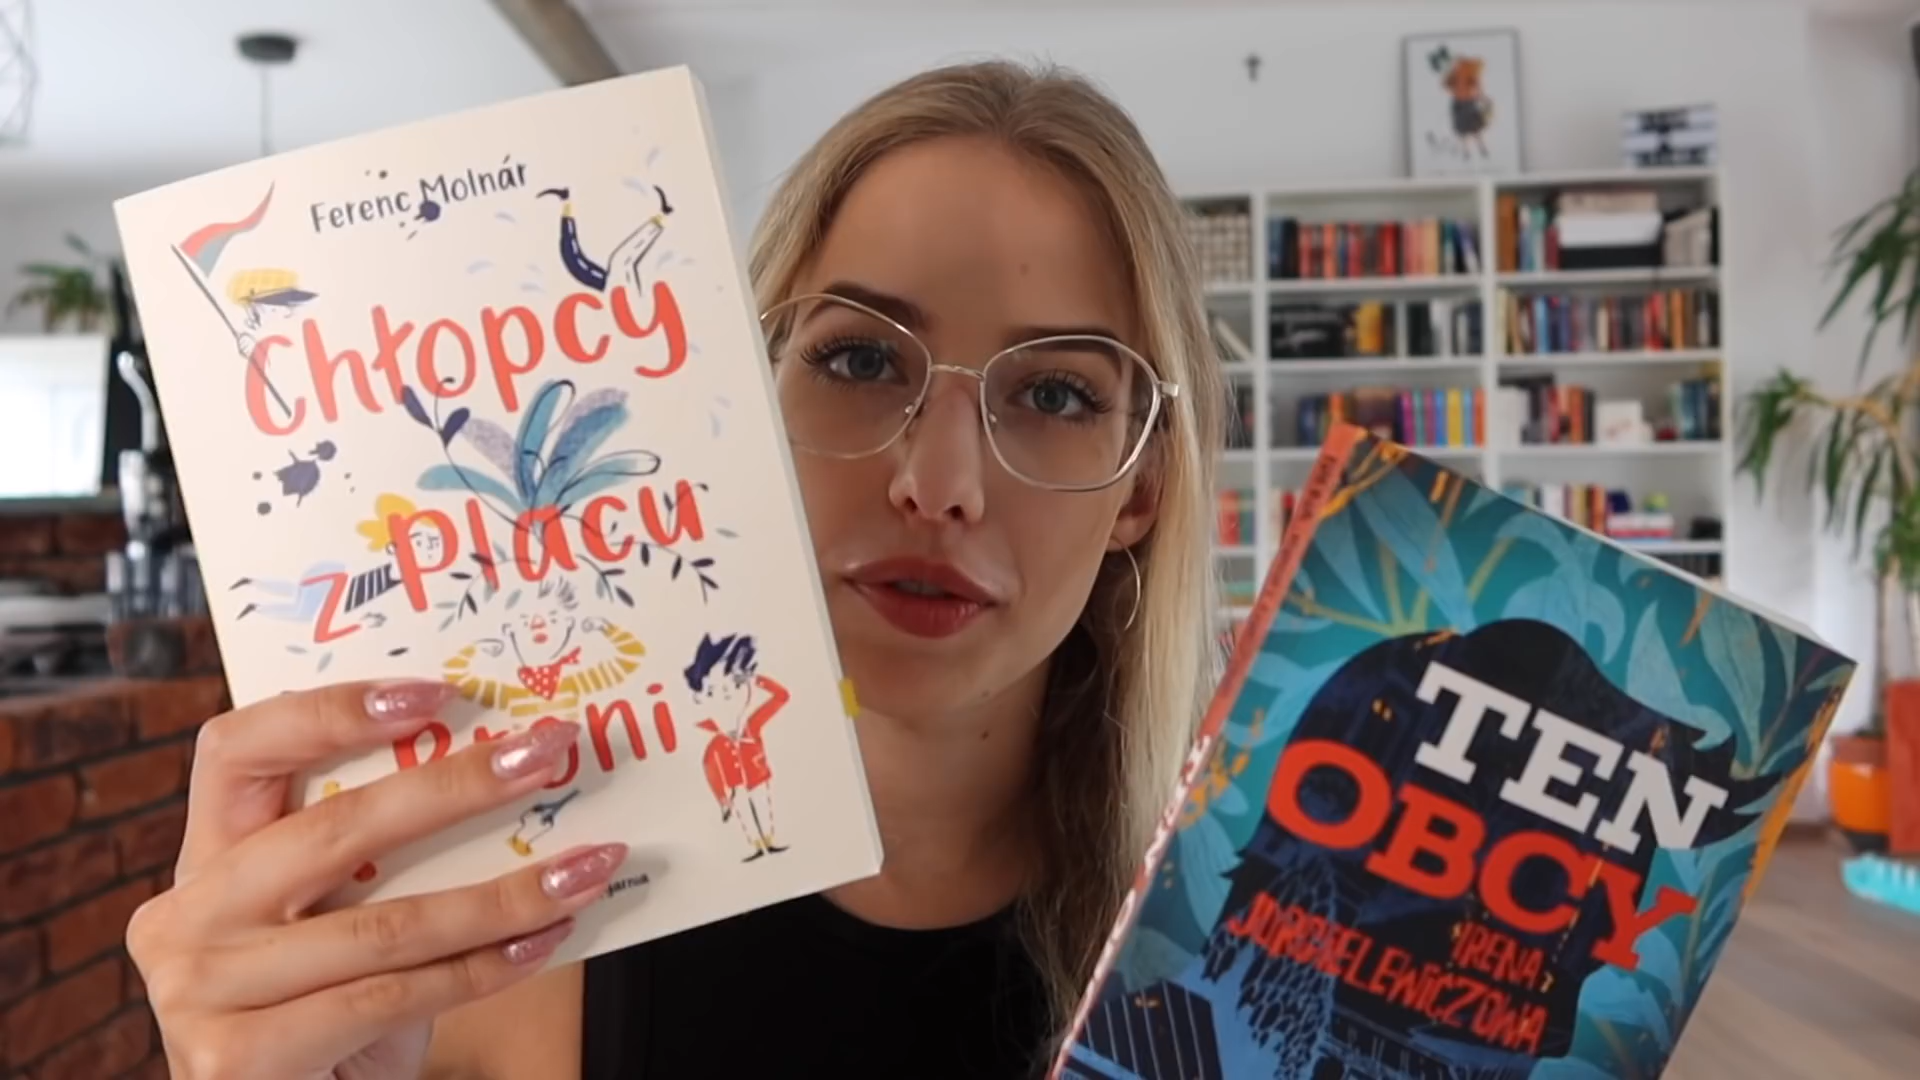 Ferenc Molnár
Chłopcy
z placu
Broni
TEN
OBCY
IRENA
JURGIELEWICZOWA